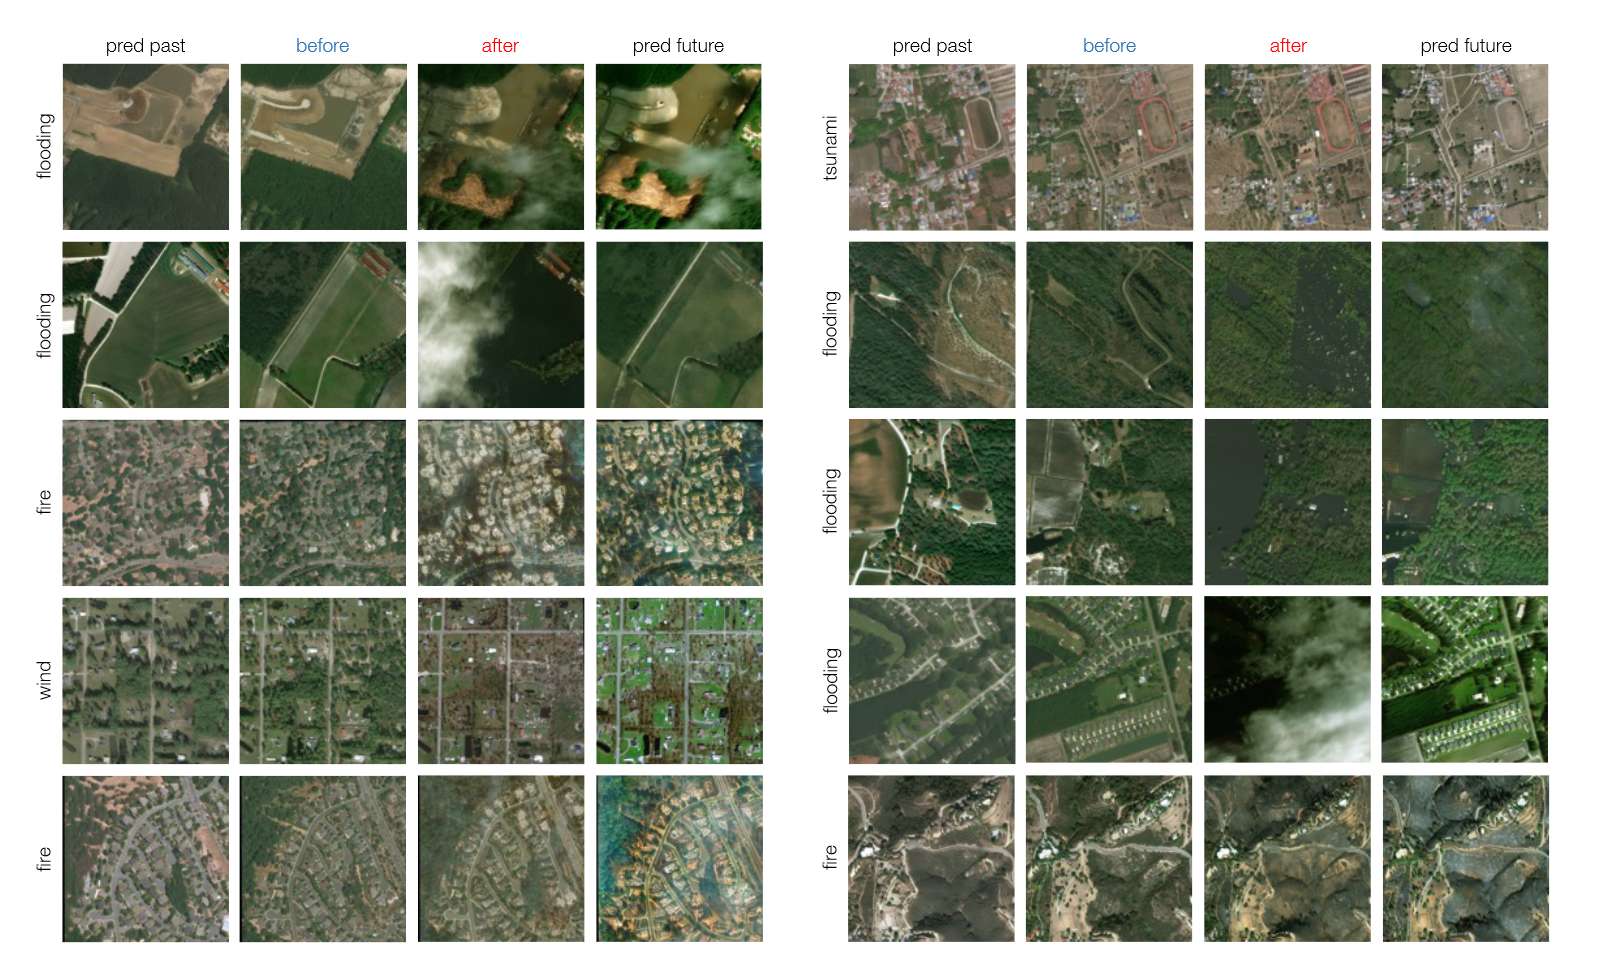 pred past before after pred future
flooding
flooding
fire
wind
fire
pred past before after pred future
tsunami
flooding
flooding
flooding
fire